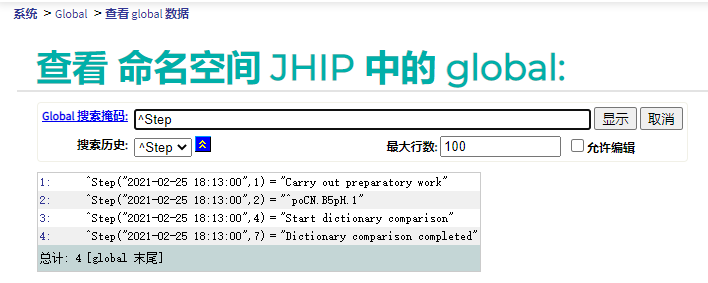 系统 > Global > 查看 global 数据
查看 命名空间 JHIP 中的 global:
Global 搜索掩码: ^Step 显示 取消
搜索历史: ^Step 最大行数: 100 允许编辑
1: ^Step("2021-02-25 18:13:00",1) = "Carry out preparatory work"
2: ^Step("2021-02-25 18:13:00",2) = "^poCN.B5pH.1"
3: ^Step("2021-02-25 18:13:00",4) = "Start dictionary comparison"
4: ^Step("2021-02-25 18:13:00",7) = "Dictionary comparison completed"
总计: 4 [global 末尾]